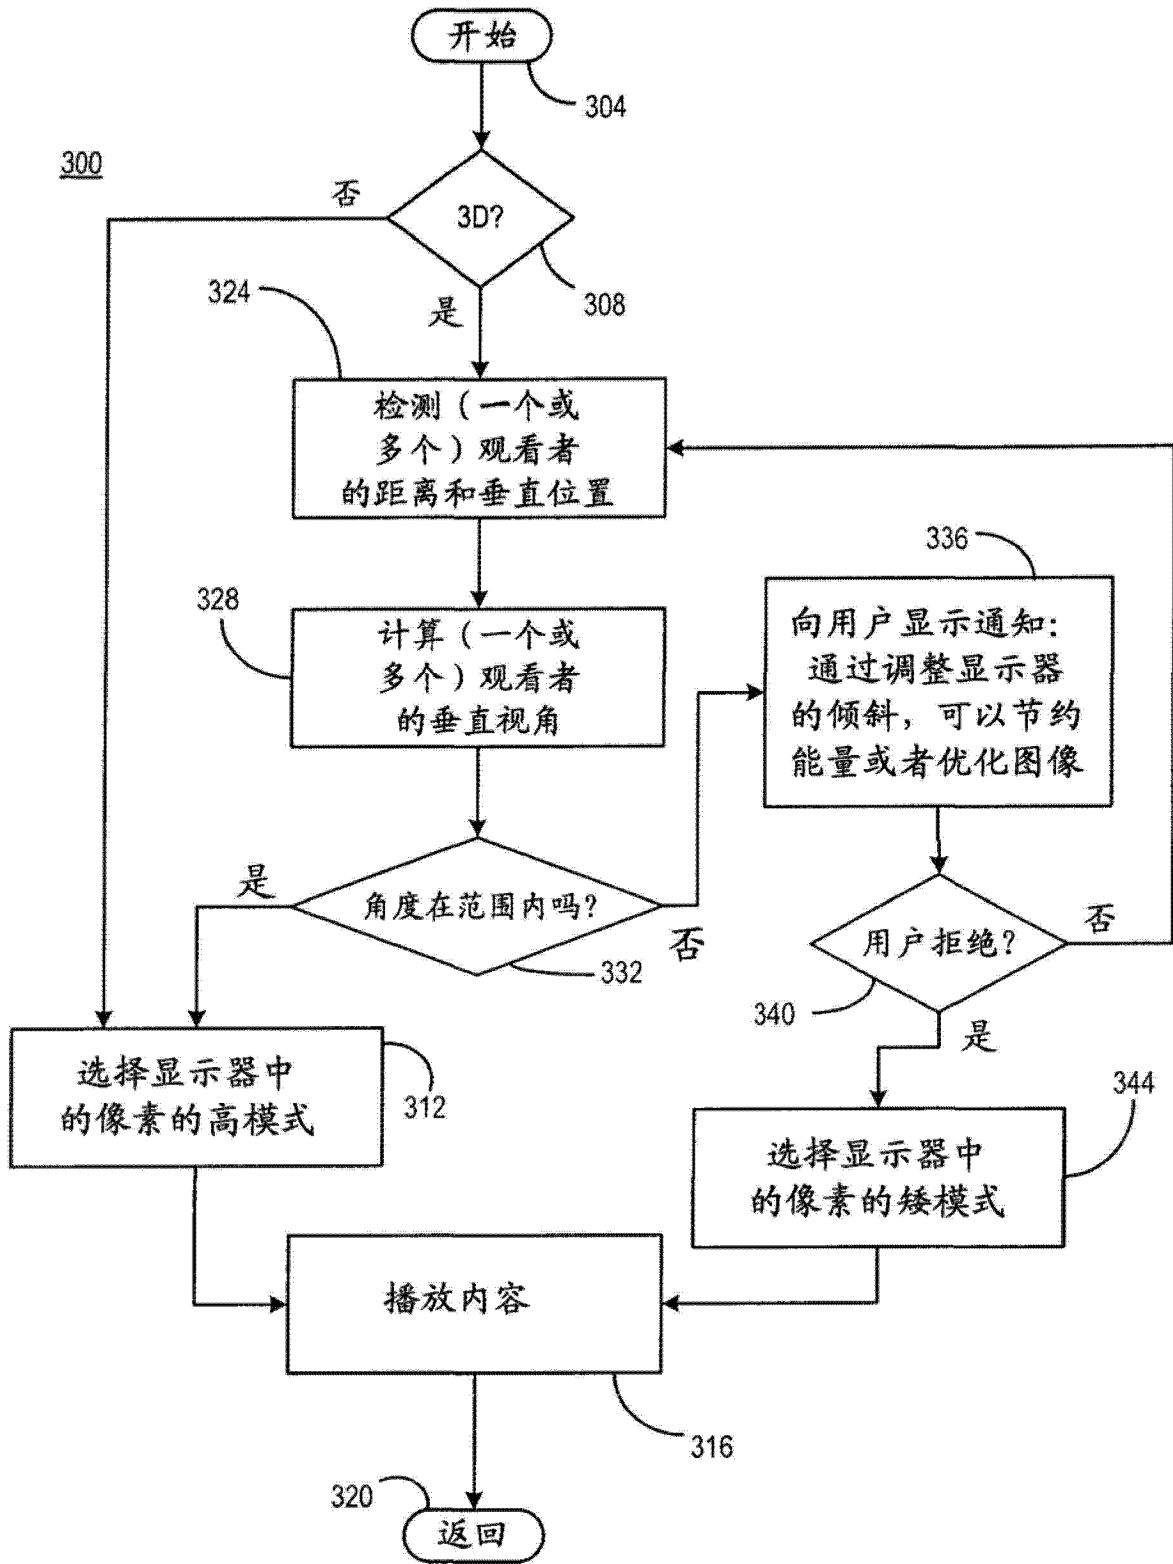 开始
304
300
否
3D?
308
324
是
检测（一个或
多个）观看者
的距离和垂直位置
336
328
计算（一个或
多个）观看者
的垂直视角
向用户显示通知：
通过调整显示器
的倾斜，可以节约
能量或者优化图像
是
角度在范围内吗?
否
332
用户拒绝?
否
340
是
选择显示器中
的像素的高模式
312
344
选择显示器中
的像素的矮模式
播放内容
316
320
返回